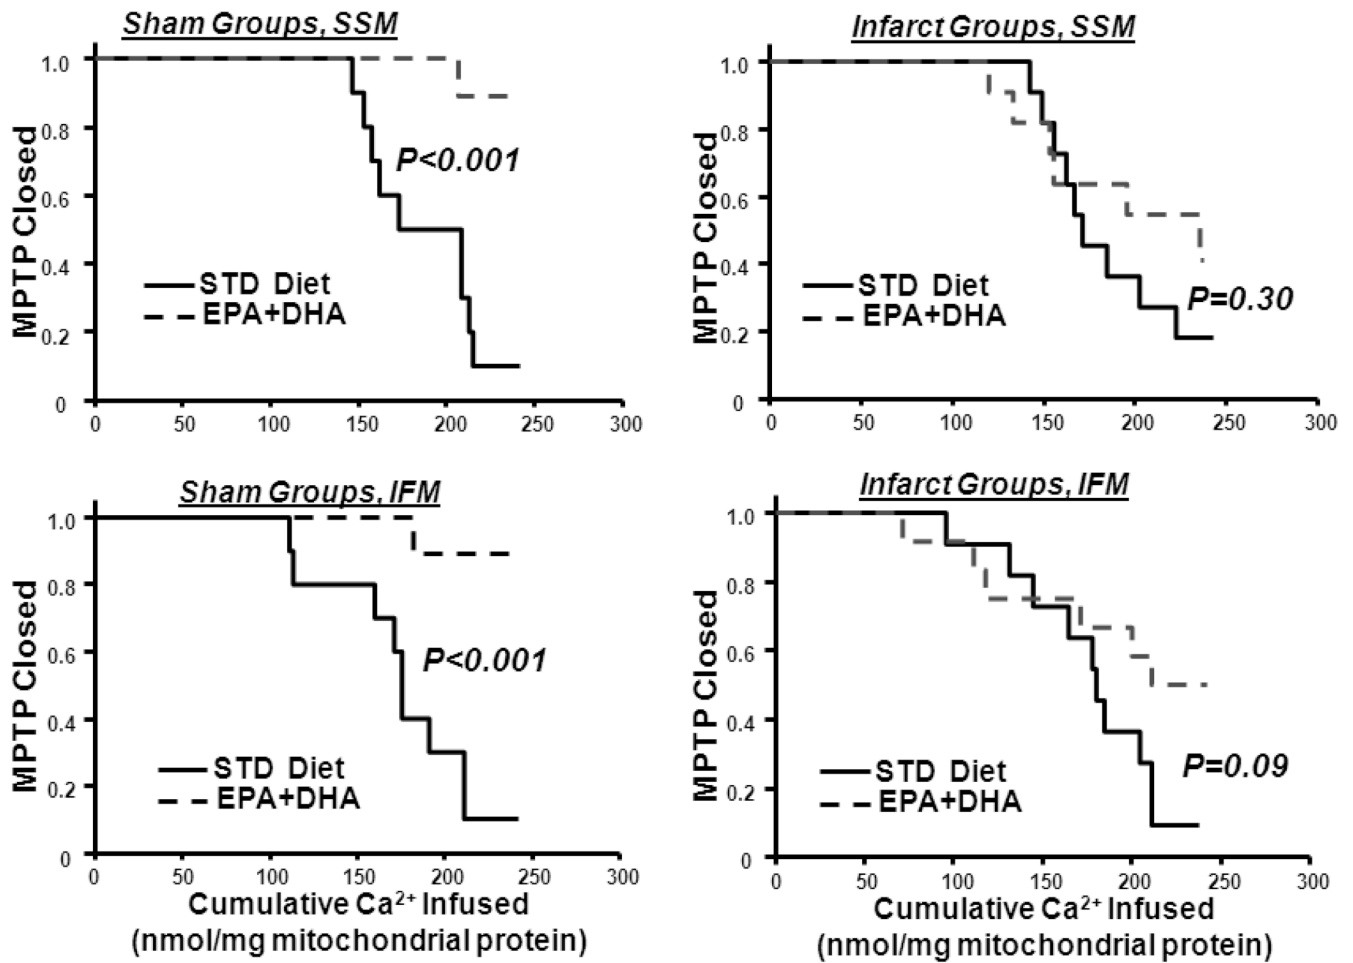 Sham Groups, SSM
MPTP Closed
1.0
0.8
0.6
0.4
0.2
0
P<0.001
STD Diet
EPA+DHA
0 50 100 150 200 250 300
Infarct Groups, SSM
MPTP Closed
1.0
0.8
0.6
0.4
0.2
0
P=0.30
STD Diet
EPA+DHA
0 50 100 150 200 250 300
Sham Groups, IFM
MPTP Closed
1.0
0.8
0.6
0.4
0.2
0
P<0.001
STD Diet
EPA+DHA
0 50 100 150 200 250 300
Cumulative Ca²⁺ Infused
(nmol/mg mitochondrial protein)
Infarct Groups, IFM
MPTP Closed
1.0
0.8
0.6
0.4
0.2
0
P=0.09
STD Diet
EPA+DHA
0 50 100 150 200 250 300
Cumulative Ca²⁺ Infused
(nmol/mg mitochondrial protein)